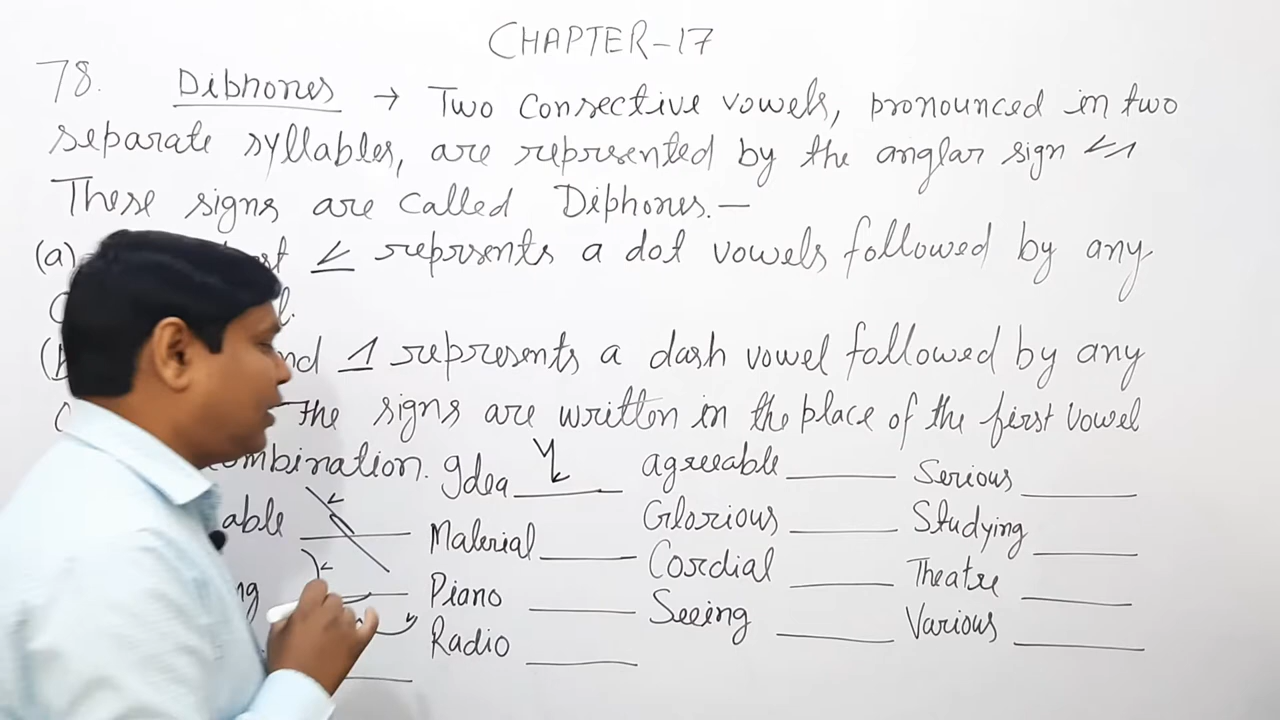 CHAPTER-17
78. Diphones → Two Consective vowels, pronounced in two
separate syllables, are represented by the anglar sign
These signs are called Diphones.—
(a) represents a dot vowels followed by any
(b represents a dash vowel followed by any
the signs are written in the place of the first vowel
combination. Idea agreeable Serious
able Material Glorious Studying
ng Piano Cordial Theatre
Radio Seeing Various